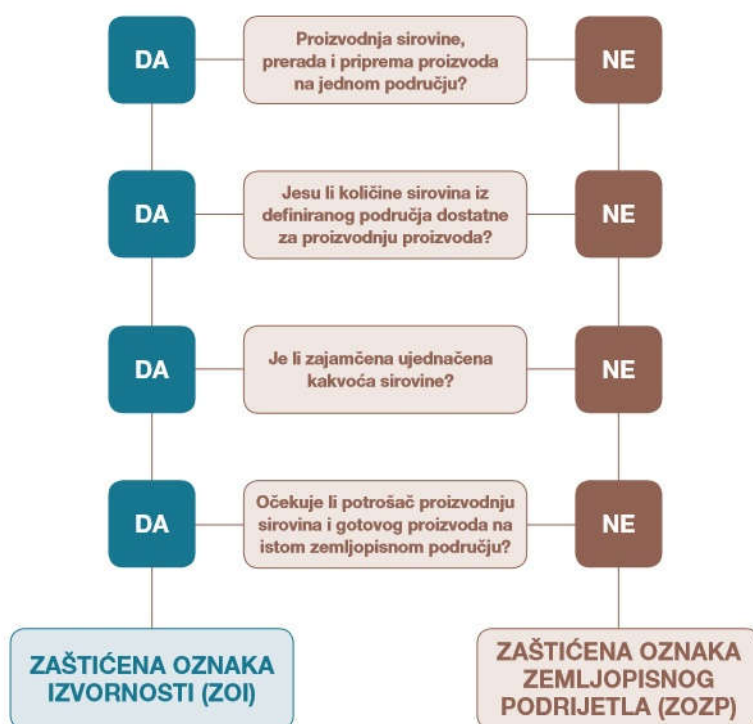 DA
Proizvodnja sirovine,
prerada i priprema proizvoda
na jednom području?
NE
DA
Jesu li količine sirovina iz
definiranog područja dostatne
za proizvodnju proizvoda?
NE
DA
Je li zajamčena ujednačena
kakvoća sirovine?
NE
DA
Očekuje li potrošač proizvodnju
sirovina i gotovog proizvoda na
istom zemljopisnom području?
NE
ZAŠTIĆENA OZNAKA
IZVORNOSTI (ZOI)
ZAŠTIĆENA OZNAKA
ZEMLJOPISNOG
PODRIJETLA (ZOZP)